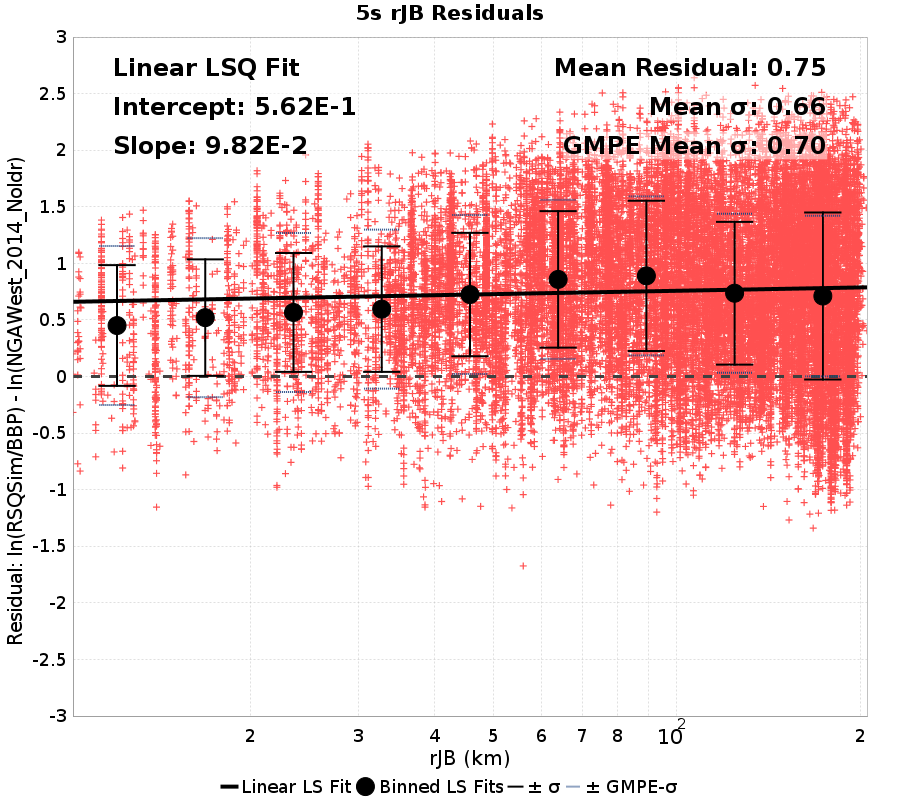 5s rJB Residuals
Linear LSQ Fit
Intercept: 5.62E-1
Slope: 9.82E-2
Mean Residual: 0.75
Mean σ: 0.66
GMPE Mean σ: 0.70
Residual: ln(RSQSim/BBP) - ln(NGAWest_2014_NoIdr)
3
2.5
2
1.5
1
0.5
0
-0.5
-1
-1.5
-2
-2.5
-3
2 3 4 5 6 7 8 10² 2
rJB (km)
Linear LS Fit Binned LS Fits ± σ ± GMPE-σ